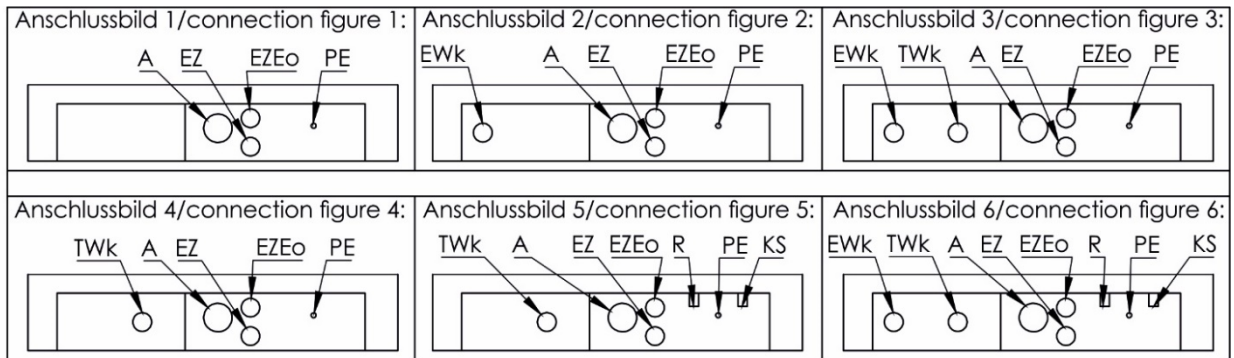 Anschlussbild 1/connection figure 1:
A EZ EZEo PE
Anschlussbild 2/connection figure 2:
EWk A EZ EZEo PE
Anschlussbild 3/connection figure 3:
EWk TWk A EZ EZEo PE
Anschlussbild 4/connection figure 4:
TWk A EZ EZEo PE
Anschlussbild 5/connection figure 5:
TWk A EZ EZEo R PE KS
Anschlussbild 6/connection figure 6:
EWk TWk A EZ EZEo R PE KS